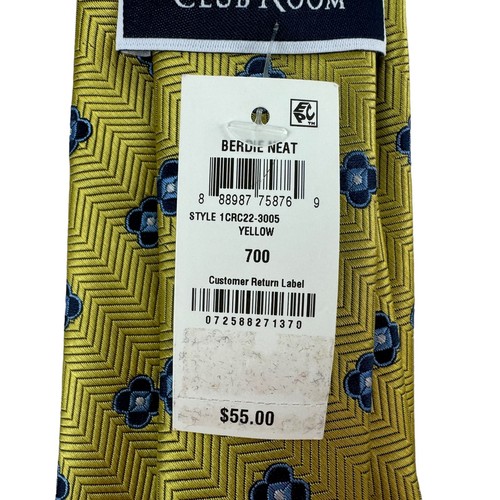 CLUB ROOM
EPC™
BERDIE NEAT
8 88987 75876 9
STYLE 1CRC22-3005
YELLOW
700
Customer Return Label
072588271370
$55.00